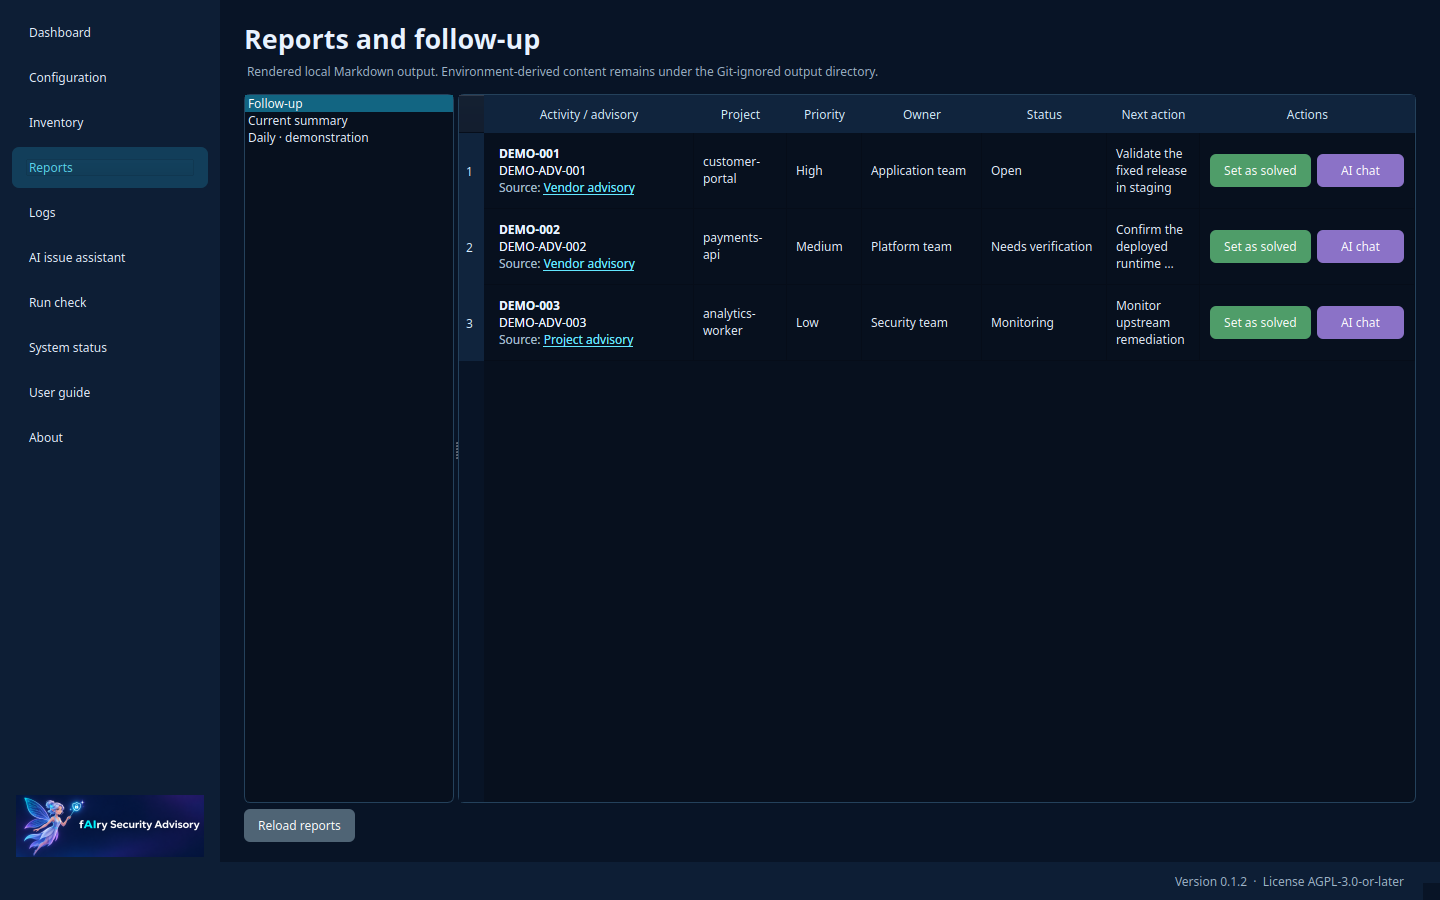 Dashboard
Configuration
Inventory
Reports
Logs
AI issue assistant
Run check
System status
User guide
About
fAIry Security Advisory
Reports and follow-up
Rendered local Markdown output. Environment-derived content remains under the Git-ignored output directory.
Follow-up
Current summary
Daily · demonstration
Activity / advisory Project Priority Owner Status Next action Actions
1
DEMO-001
DEMO-ADV-001
Source: Vendor advisory
customer-
portal
High
Application team
Open
Validate the
fixed release
in staging
Set as solved
AI chat
2
DEMO-002
DEMO-ADV-002
Source: Vendor advisory
payments-
api
Medium
Platform team
Needs verification
Confirm the
deployed
runtime ...
Set as solved
AI chat
3
DEMO-003
DEMO-ADV-003
Source: Project advisory
analytics-
worker
Low
Security team
Monitoring
Monitor
upstream
remediation
Set as solved
AI chat
Reload reports
Version 0.1.2 · License AGPL-3.0-or-later